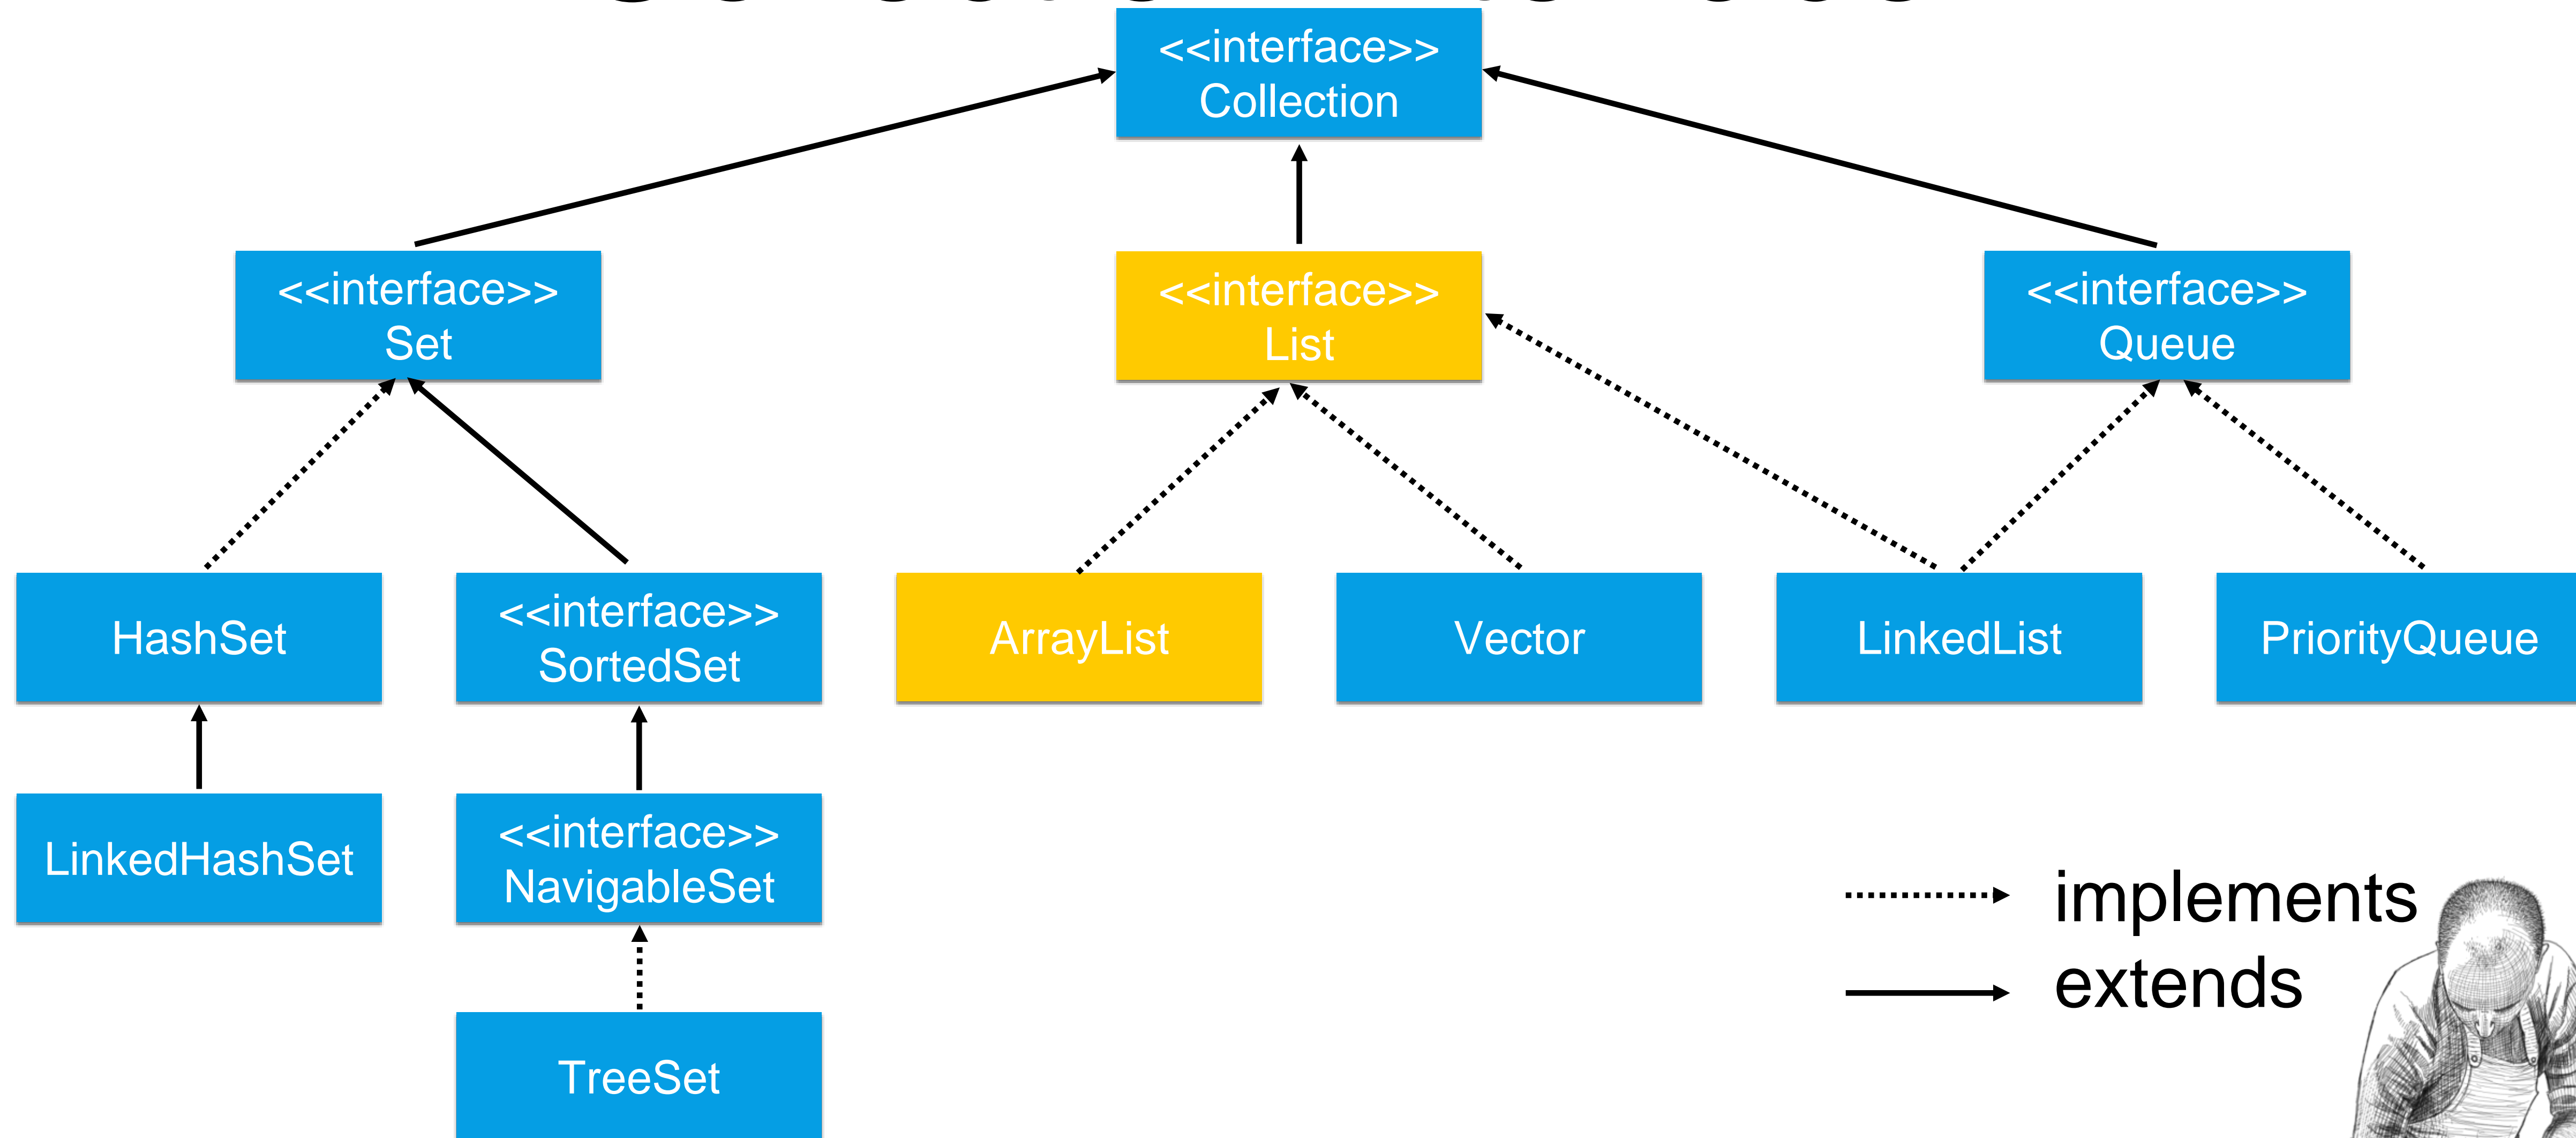 <<interface>>
Collection
<<interface>>
Set
<<interface>>
List
<<interface>>
Queue
HashSet
<<interface>>
SortedSet
ArrayList
Vector
LinkedList
PriorityQueue
LinkedHashSet
<<interface>>
NavigableSet
implements
extends
TreeSet